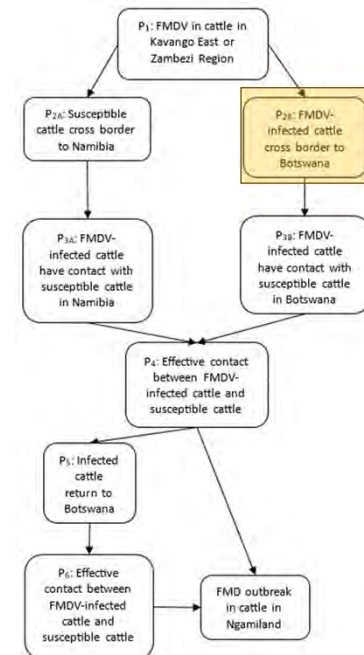 P1: FMDV in cattle in
Kavango East or
Zambezi Region
P2A: Susceptible
cattle cross border
to Namibia
P2B: FMDV-
infected cattle
cross border to
Botswana
P3A: FMDV-
infected cattle
have contact with
susceptible cattle
in Namibia
P3B: FMDV-
infected cattle
have contact with
susceptible cattle
in Botswana
P4: Effective contact
between FMDV-
infected cattle and
susceptible cattle
P5: Infected
cattle
return to
Botswana
P6: Effective
contact between
FMDV-infected
cattle and
susceptible cattle
FMD outbreak
in cattle in
Ngamiland